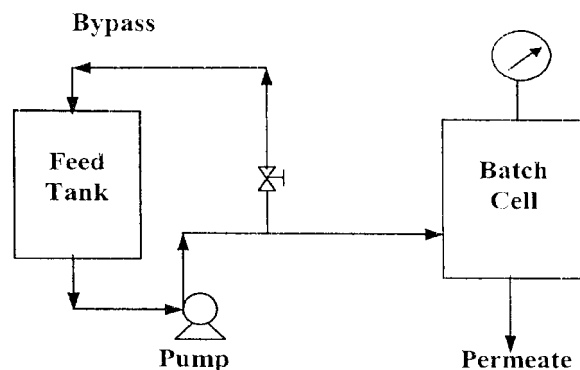 Bypass
Feed
Tank
Batch
Cell
Pump
Permeate